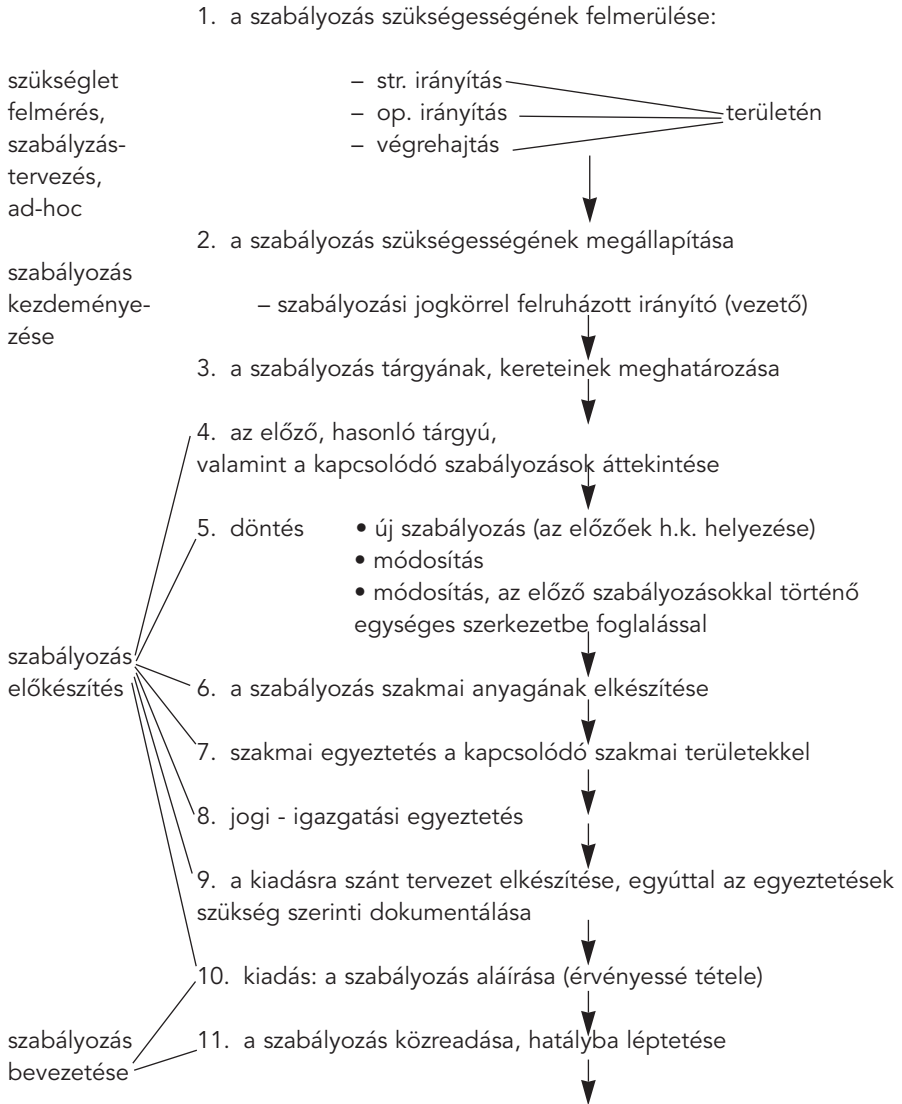 1. a szabályozás szükségességének felmerülése:
szükséglet
felmérés,
szabályzás-
tervezés,
ad-hoc
– str. irányítás
– op. irányítás
– végrehajtás
területén
2. a szabályozás szükségességének megállapítása
szabályozás
kezdeménye-
zése
– szabályozási jogkörrel felruházott irányító (vezető)
3. a szabályozás tárgyának, kereteinek meghatározása
4. az előző, hasonló tárgyú,
valamint a kapcsolódó szabályozások áttekintése
5. döntés
• új szabályozás (az előzőek h.k. helyezése)
• módosítás
• módosítás, az előző szabályozásokkal történő
egységes szerkezetbe foglalással
szabályozás
előkészítés
6. a szabályozás szakmai anyagának elkészítése
7. szakmai egyeztetés a kapcsolódó szakmai területekkel
8. jogi - igazgatási egyeztetés
9. a kiadásra szánt tervezet elkészítése, egyúttal az egyeztetések
szükség szerinti dokumentálása
10. kiadás: a szabályozás aláírása (érvényessé tétele)
szabályozás
bevezetése
11. a szabályozás közreadása, hatályba léptetése